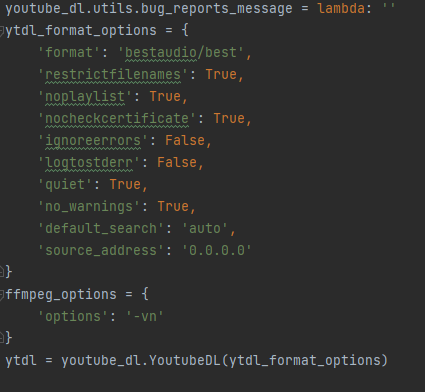 youtube_dl.utils.bug_reports_message = lambda: ''
ytdl_format_options = {
    'format': 'bestaudio/best',
    'restrictfilenames': True,
    'noplaylist': True,
    'nocheckcertificate': True,
    'ignoreerrors': False,
    'logtostderr': False,
    'quiet': True,
    'no_warnings': True,
    'default_search': 'auto',
    'source_address': '0.0.0.0'
}
ffmpeg_options = {
    'options': '-vn'
}
ytdl = youtube_dl.YoutubeDL(ytdl_format_options)